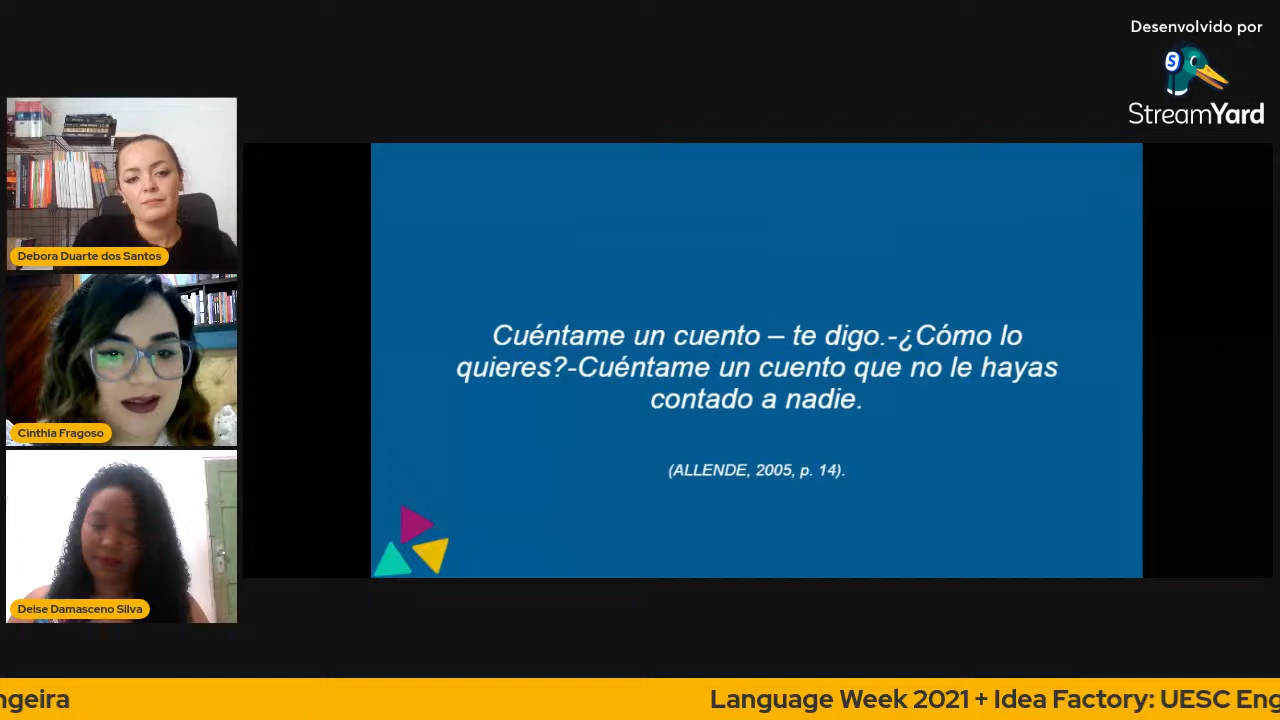 Desenvolvido por
StreamYard
Debora Duarte dos Santos
Cinthia Fragoso
Deise Damasceno Silva
Cuéntame un cuento – te digo.-¿Cómo lo
quieres?-Cuéntame un cuento que no le hayas
contado a nadie.
(ALLENDE, 2005, p. 14).
ngeira
Language Week 2021 + Idea Factory: UESC Eng